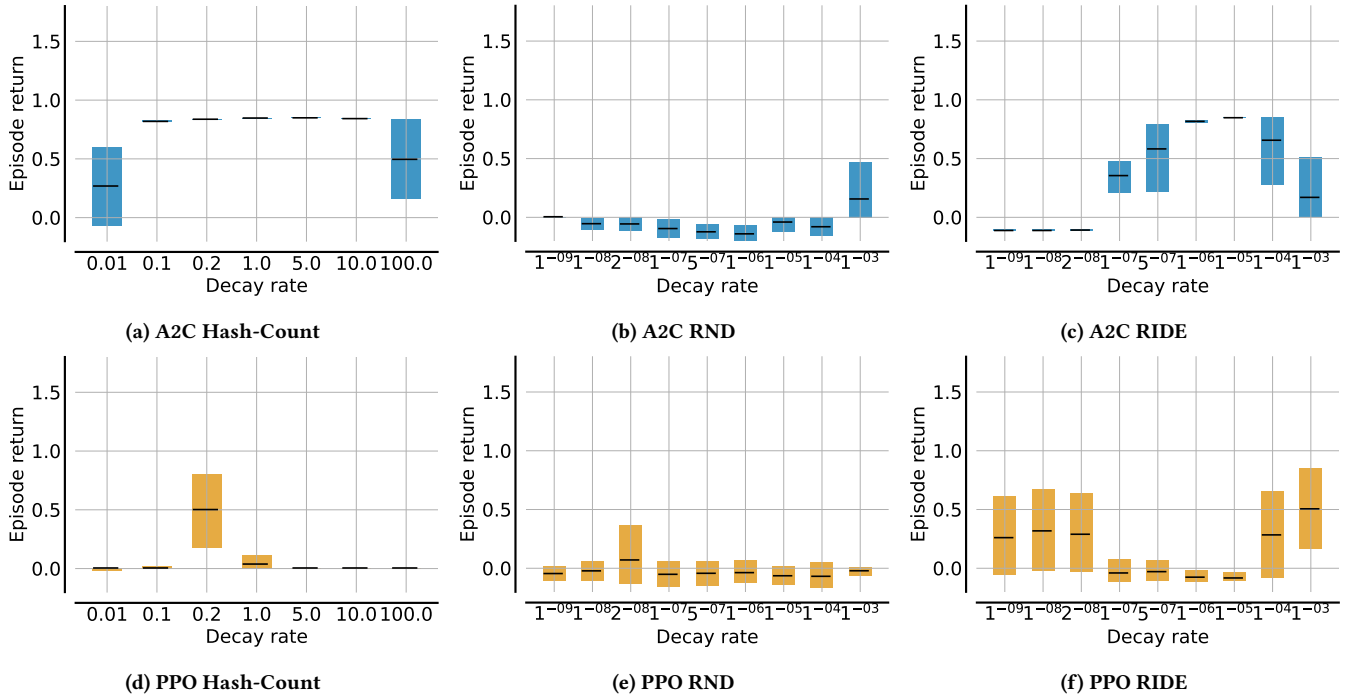 1.5
1.0
0.5
0.0
Episode return
0.01 0.1 0.2 1.0 5.0 10.0 100.0
Decay rate
(a) A2C Hash-Count
1.5
1.0
0.5
0.0
Episode return
1⁻⁰⁹ 1⁻⁰⁸ 2⁻⁰⁸ 1⁻⁰⁷ 5⁻⁰⁷ 1⁻⁰⁶ 1⁻⁰⁵ 1⁻⁰⁴ 1⁻⁰³
Decay rate
(b) A2C RND
1.5
1.0
0.5
0.0
Episode return
1⁻⁰⁹ 1⁻⁰⁸ 2⁻⁰⁸ 1⁻⁰⁷ 5⁻⁰⁷ 1⁻⁰⁶ 1⁻⁰⁵ 1⁻⁰⁴ 1⁻⁰³
Decay rate
(c) A2C RIDE
1.5
1.0
0.5
0.0
Episode return
0.01 0.1 0.2 1.0 5.0 10.0 100.0
Decay rate
(d) PPO Hash-Count
1.5
1.0
0.5
0.0
Episode return
1⁻⁰⁹ 1⁻⁰⁸ 2⁻⁰⁸ 1⁻⁰⁷ 5⁻⁰⁷ 1⁻⁰⁶ 1⁻⁰⁵ 1⁻⁰⁴ 1⁻⁰³
Decay rate
(e) PPO RND
1.5
1.0
0.5
0.0
Episode return
1⁻⁰⁹ 1⁻⁰⁸ 2⁻⁰⁸ 1⁻⁰⁷ 5⁻⁰⁷ 1⁻⁰⁶ 1⁻⁰⁵ 1⁻⁰⁴ 1⁻⁰³
Decay rate
(f) PPO RIDE